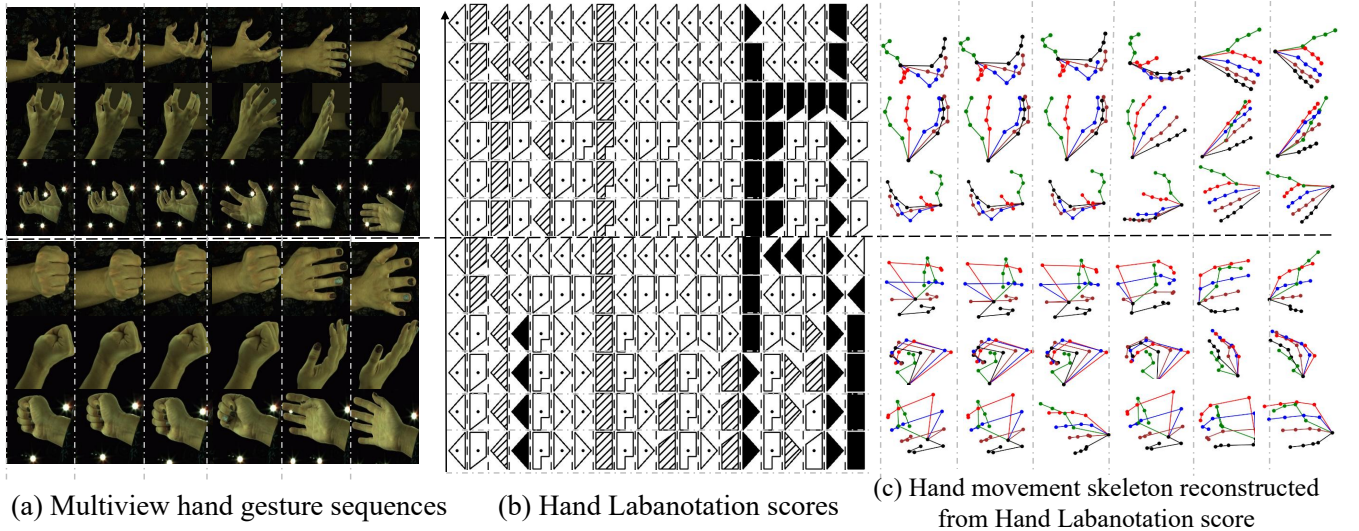 (a) Multiview hand gesture sequences
(b) Hand Labanotation scores
(c) Hand movement skeleton reconstructed
from Hand Labanotation score